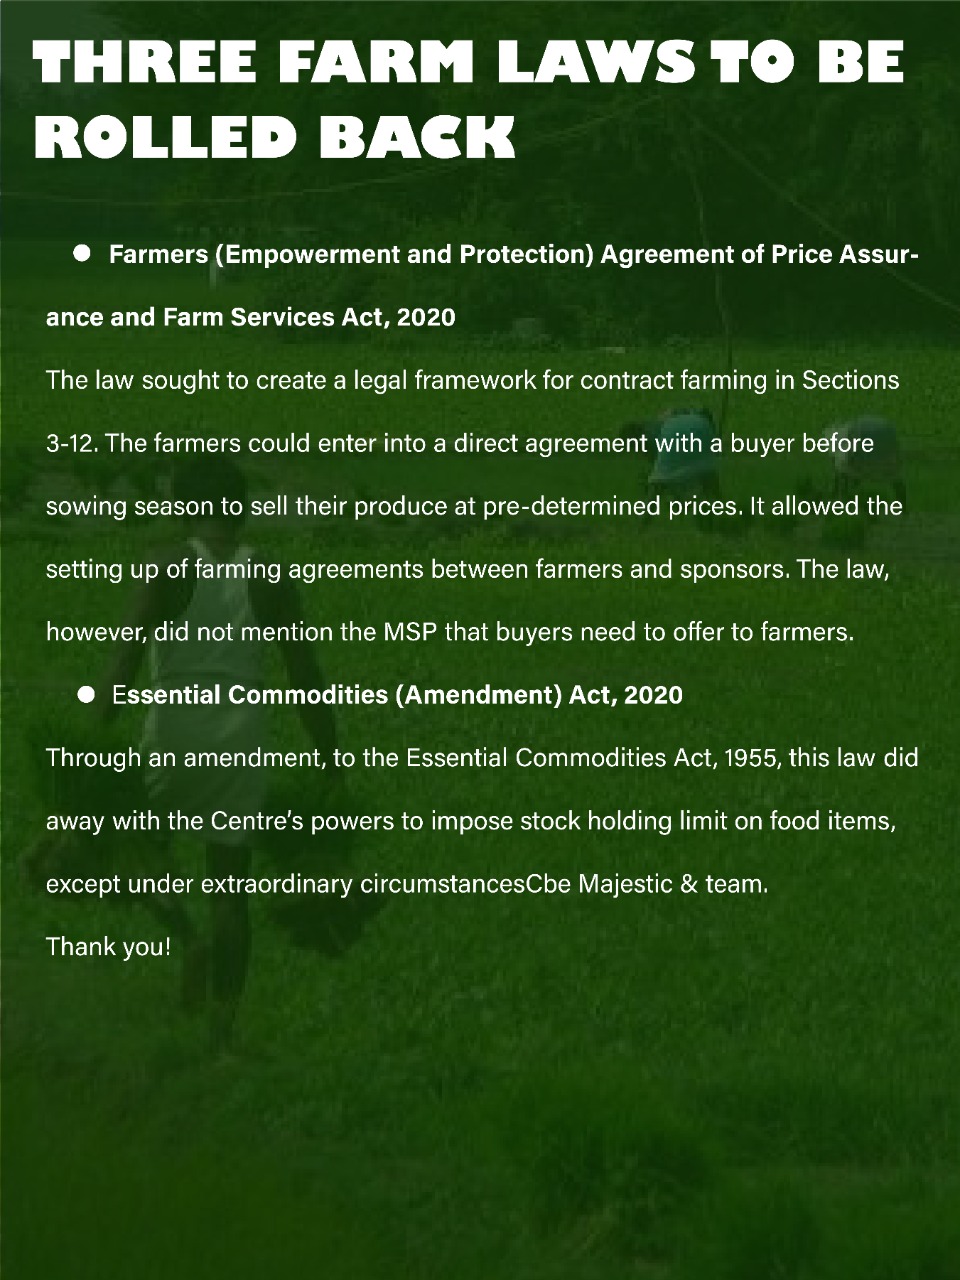 THREE FARM LAWS TO BE
ROLLED BACK
● Farmers (Empowerment and Protection) Agreement of Price Assur-
ance and Farm Services Act, 2020
The law sought to create a legal framework for contract farming in Sections
3-12. The farmers could enter into a direct agreement with a buyer before
sowing season to sell their produce at pre-determined prices. It allowed the
setting up of farming agreements between farmers and sponsors. The law,
however, did not mention the MSP that buyers need to offer to farmers.
● Essential Commodities (Amendment) Act, 2020
Through an amendment, to the Essential Commodities Act, 1955, this law did
away with the Centre’s powers to impose stock holding limit on food items,
except under extraordinary circumstancesCbe Majestic & team.
Thank you!